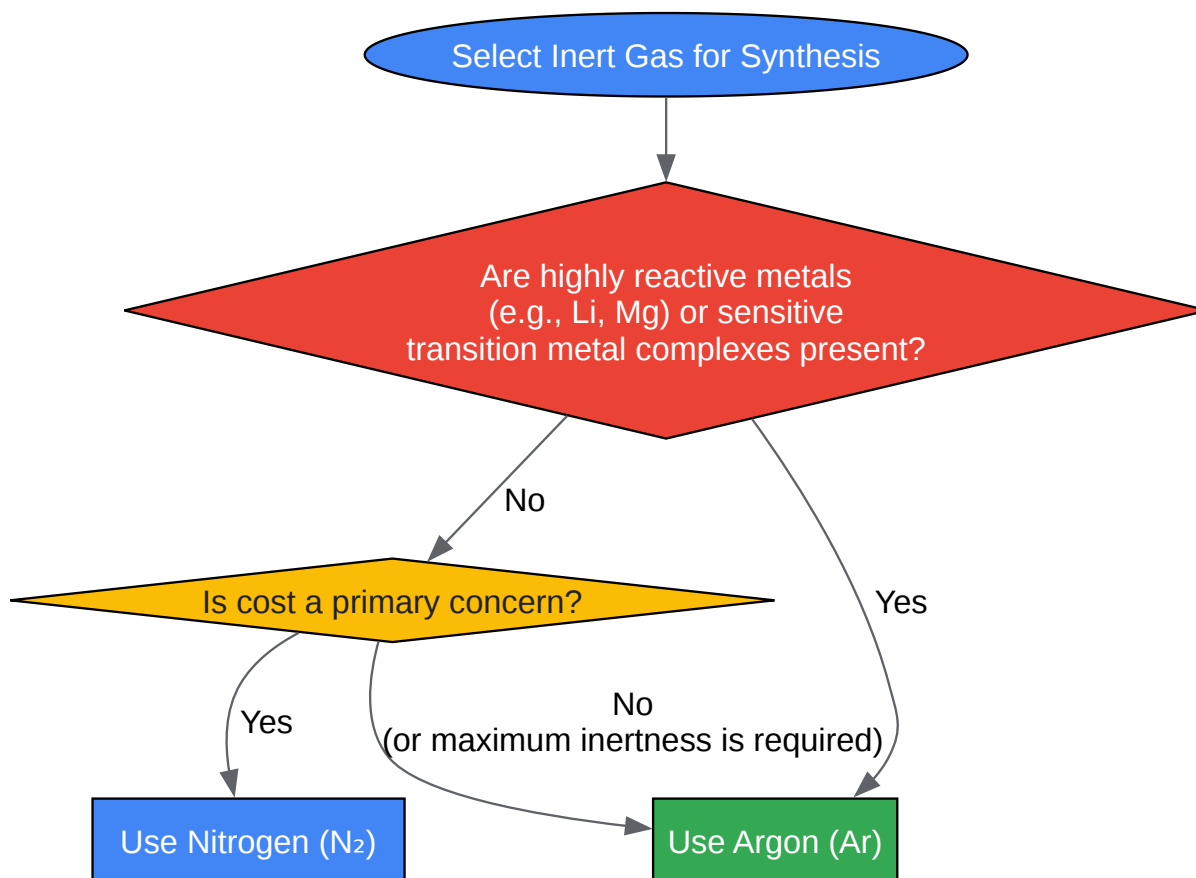 Select Inert Gas for Synthesis
Are highly reactive metals
(e.g., Li, Mg) or sensitive
transition metal complexes present?
No
Yes
Is cost a primary concern?
Yes
No
(or maximum inertness is required)
Use Nitrogen (N₂)
Use Argon (Ar)